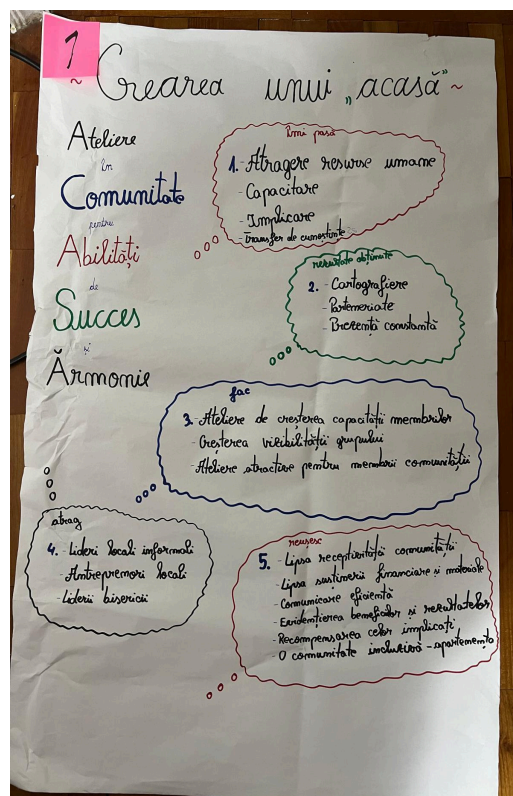 1
~ Crearea unui „acasă" ~
Ateliere
în
Comunitate
pentru
Abilități
de
Succes
și
Ărmonie
îmi pasă
1. Atragere resurse umane
- Capacitare
- Implicare
- Transfer de cunoștințe
rezultate obținute
2. - Cartografiere
- Parteneriate
- Prezență constantă
fac
3. Ateliere de creșterea capacității membrilor
- Creșterea vizibilității grupului
- Ateliere atractive pentru membrii comunității
atrag
4. - Lideri locali informali
- Antreprenori locali
- Liderii bisericii
reușesc
5. - Lipsa receptivității comunității
- Lipsa susținerii financiare și materiale
- Comunicare eficientă
- Evidențierea beneficiilor și rezultatelor
- Recompensarea celor implicați
- O comunitate incluzivă - apartenența